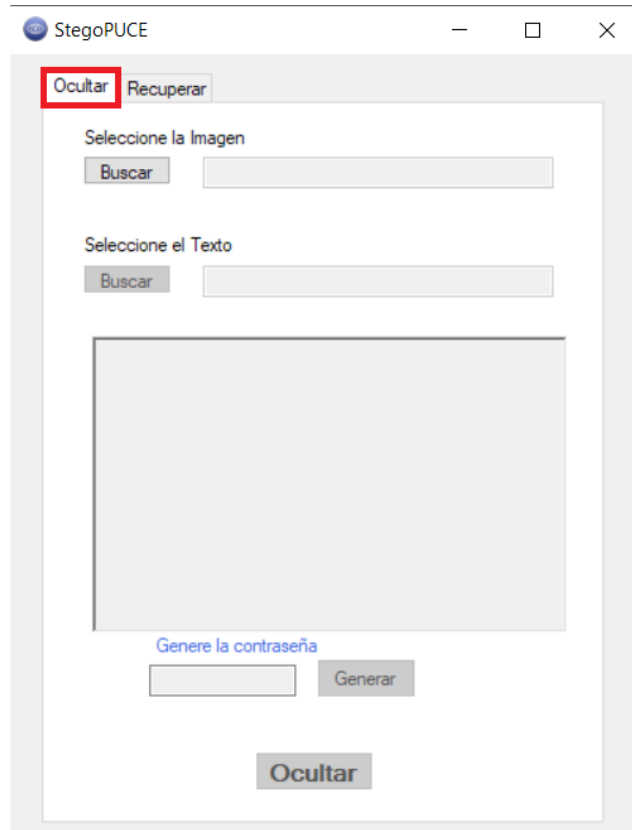 StegoPUCE
Ocultar Recuperar
Seleccione la Imagen
Buscar
Seleccione el Texto
Buscar
Genere la contraseña
Generar
Ocultar